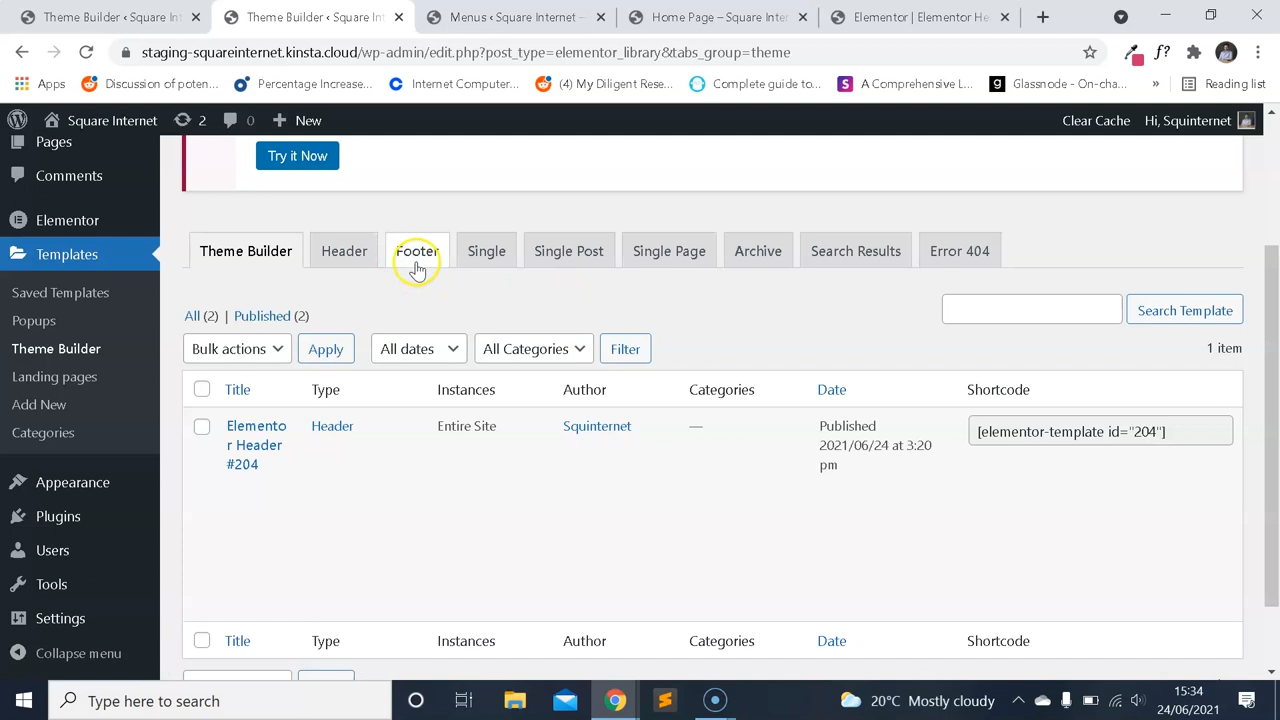 Theme Builder < Square Int
Theme Builder < Square Int
Menus < Square Internet —
Home Page – Square Inter
Elementor | Elementor He
staging-squareinternet.kinsta.cloud/wp-admin/edit.php?post_type=elementor_library&tabs_group=theme
f?
Apps
Discussion of poten...
Percentage Increase...
Internet Computer...
(4) My Diligent Rese...
Complete guide to...
A Comprehensive, L...
Glassnode - On-cha...
»
Reading list
Square Internet
2
0
New
Clear Cache
Hi, Squinternet
Pages
Comments
Elementor
Templates
Saved Templates
Popups
Theme Builder
Landing pages
Add New
Categories
Appearance
Plugins
Users
Tools
Settings
Collapse menu
Try it Now
Theme Builder
Header
Footer
Single
Single Post
Single Page
Archive
Search Results
Error 404
All (2) | Published (2)
Search Template
Bulk actions
Apply
All dates
All Categories
Filter
1 item
Title
Type
Instances
Author
Categories
Date
Shortcode
Elemento
r Header
#204
Header
Entire Site
Squinternet
—
Published
2021/06/24 at 3:20
pm
[elementor-template id="204"]
Title
Type
Instances
Author
Categories
Date
Shortcode
Type here to search
20°C Mostly cloudy
15:34
24/06/2021